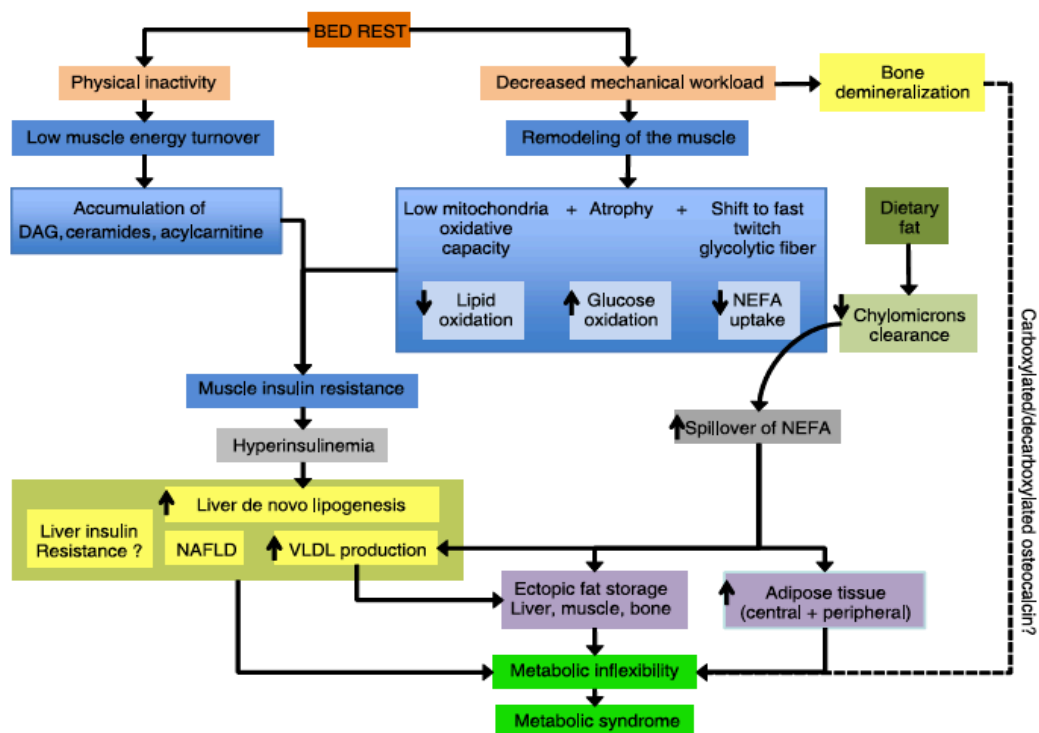 BED REST
Physical inactivity
Decreased mechanical workload
Bone
demineralization
Low muscle energy turnover
Remodeling of the muscle
Accumulation of
DAG, ceramides, acylcarnitine
Low mitochondria
oxidative
capacity
+
Atrophy
+
Shift to fast
twitch
glycolytic fiber
Dietary
fat
Lipid
oxidation
Glucose
oxidation
NEFA
uptake
Chylomicrons
clearance
Carboxylated/decarboxylated osteocalcin?
Muscle insulin resistance
Spillover of NEFA
Hyperinsulinemia
Liver de novo lipogenesis
Liver insulin
Resistance ?
NAFLD
VLDL production
Ectopic fat storage
Liver, muscle, bone
Adipose tissue
(central + peripheral)
Metabolic inflexibility
Metabolic syndrome